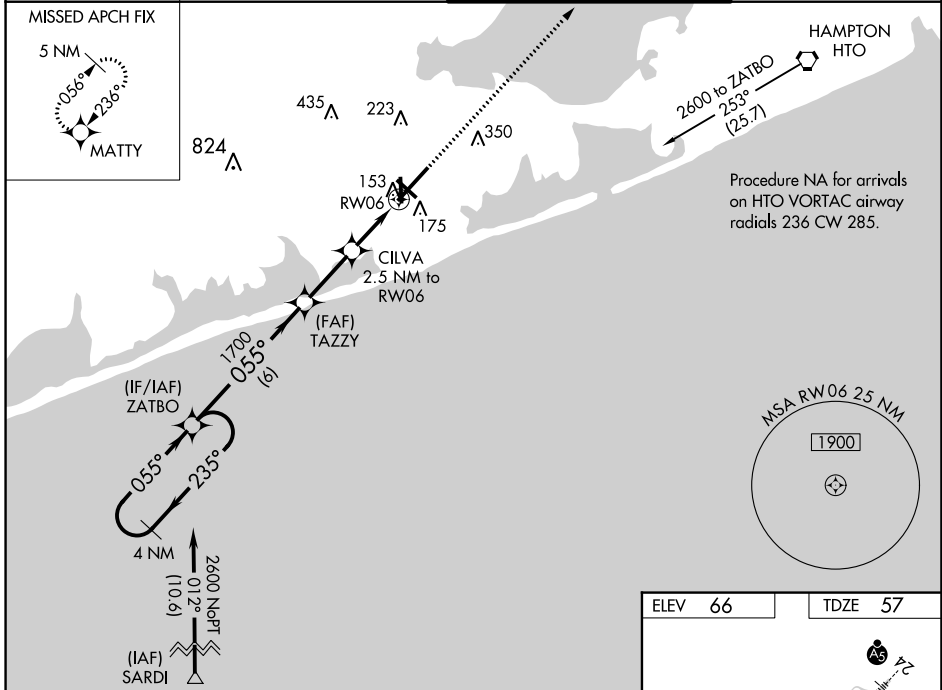 MISSED APCH FIX
5 NM
056°
236°
MATTY
HAMPTON
HTO
2600 to ZATBO
253°
(25.7)
435
223
350
824
153
RW06
175
Procedure NA for arrivals
on HTO VORTAC airway
radials 236 CW 285.
CILVA
2.5 NM to
RW06
(FAF)
TAZZY
1700
055°
(6)
(IF/IAF)
ZATBO
055°
235°
4 NM
2600 NoPT
012°
(10.6)
(IAF)
SARDI
MSA RW06 25 NM
1900
ELEV 66
TDZE 57
A5
24